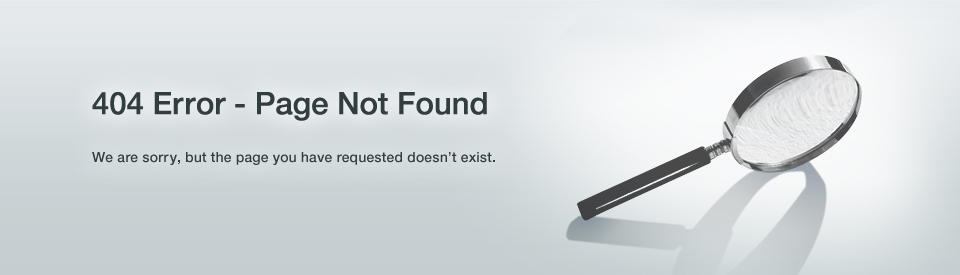 404 Error - Page Not Found
We are sorry, but the page you have requested doesn't exist.